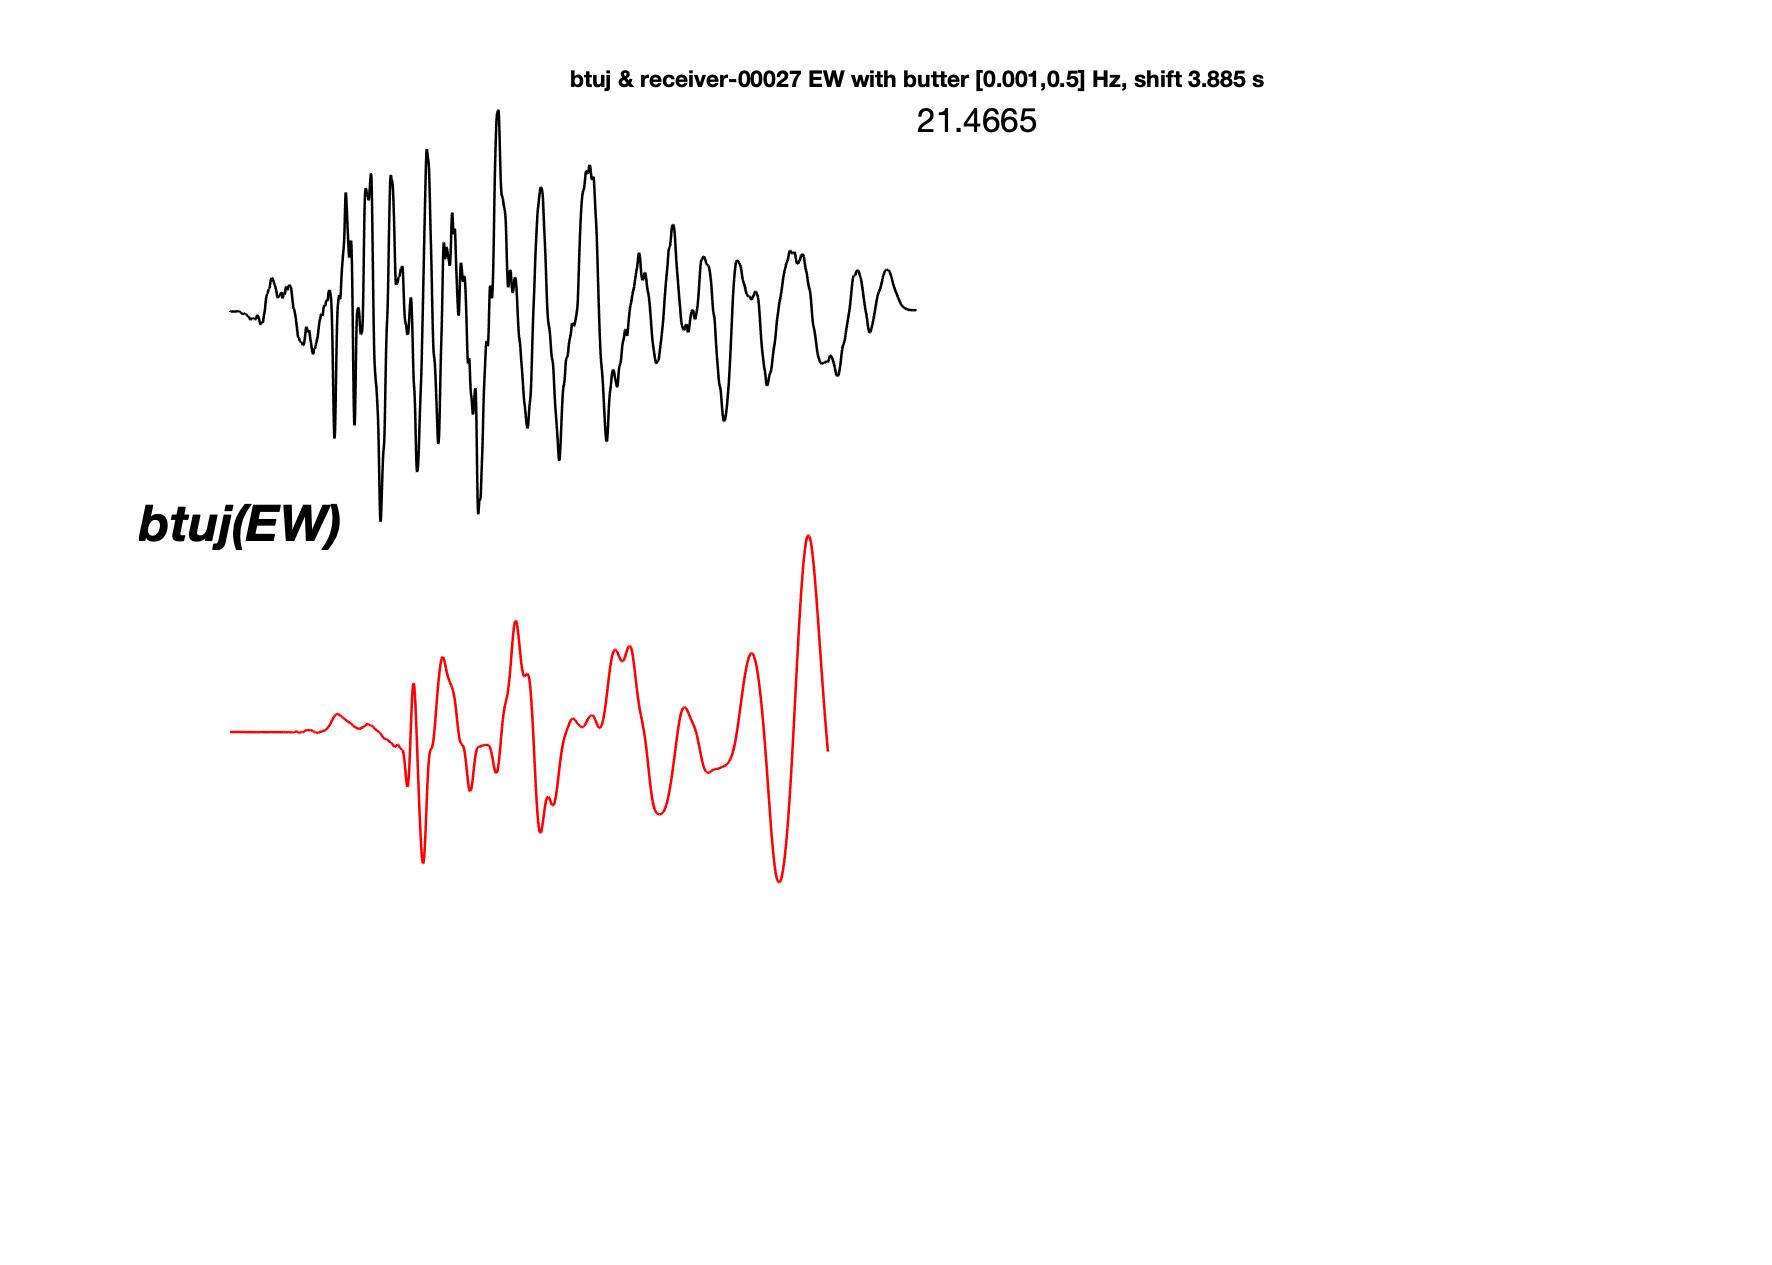 btuj & receiver-00027 EW with butter [0.001,0.5] Hz, shift 3.885 s
21.4665
btuj(EW)